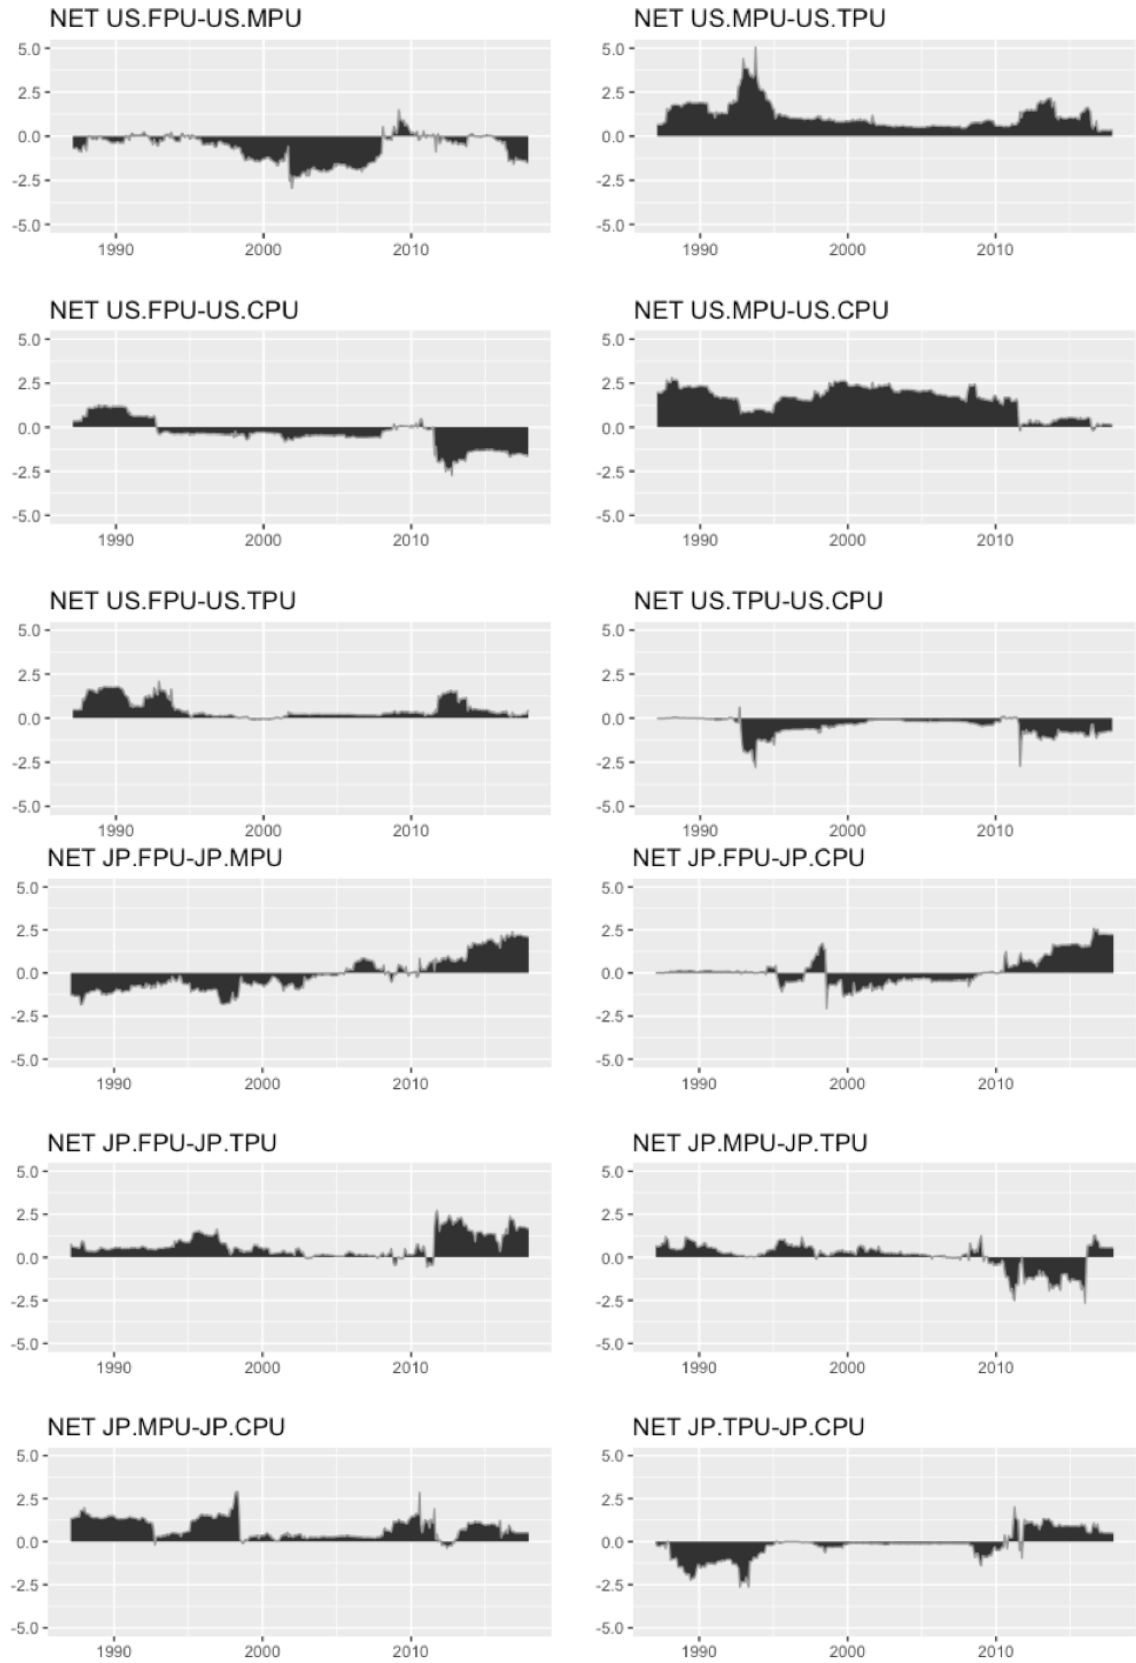 NET US.FPU-US.MPU
5.0
2.5
0.0
-2.5
-5.0
1990 2000 2010
NET US.MPU-US.TPU
5.0
2.5
0.0
-2.5
-5.0
1990 2000 2010
NET US.FPU-US.CPU
5.0
2.5
0.0
-2.5
-5.0
1990 2000 2010
NET US.MPU-US.CPU
5.0
2.5
0.0
-2.5
-5.0
1990 2000 2010
NET US.FPU-US.TPU
5.0
2.5
0.0
-2.5
-5.0
1990 2000 2010
NET US.TPU-US.CPU
5.0
2.5
0.0
-2.5
-5.0
1990 2000 2010
NET JP.FPU-JP.MPU
5.0
2.5
0.0
-2.5
-5.0
1990 2000 2010
NET JP.FPU-JP.CPU
5.0
2.5
0.0
-2.5
-5.0
1990 2000 2010
NET JP.FPU-JP.TPU
5.0
2.5
0.0
-2.5
-5.0
1990 2000 2010
NET JP.MPU-JP.TPU
5.0
2.5
0.0
-2.5
-5.0
1990 2000 2010
NET JP.MPU-JP.CPU
5.0
2.5
0.0
-2.5
-5.0
1990 2000 2010
NET JP.TPU-JP.CPU
5.0
2.5
0.0
-2.5
-5.0
1990 2000 2010